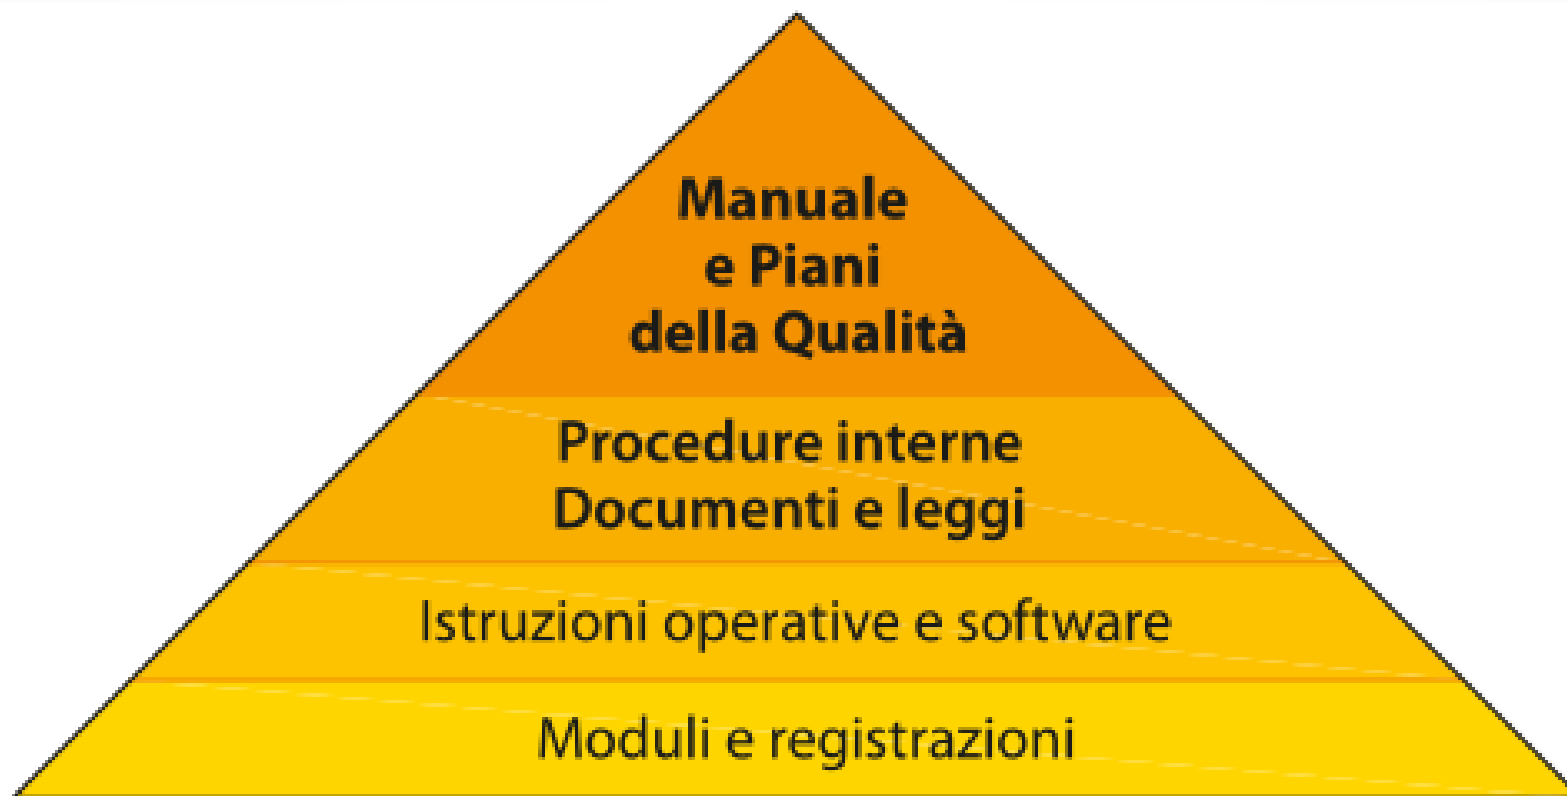 Manuale
e Piani
della Qualità
Procedure interne
Documenti e leggi
Istruzioni operative e software
Moduli e registrazioni